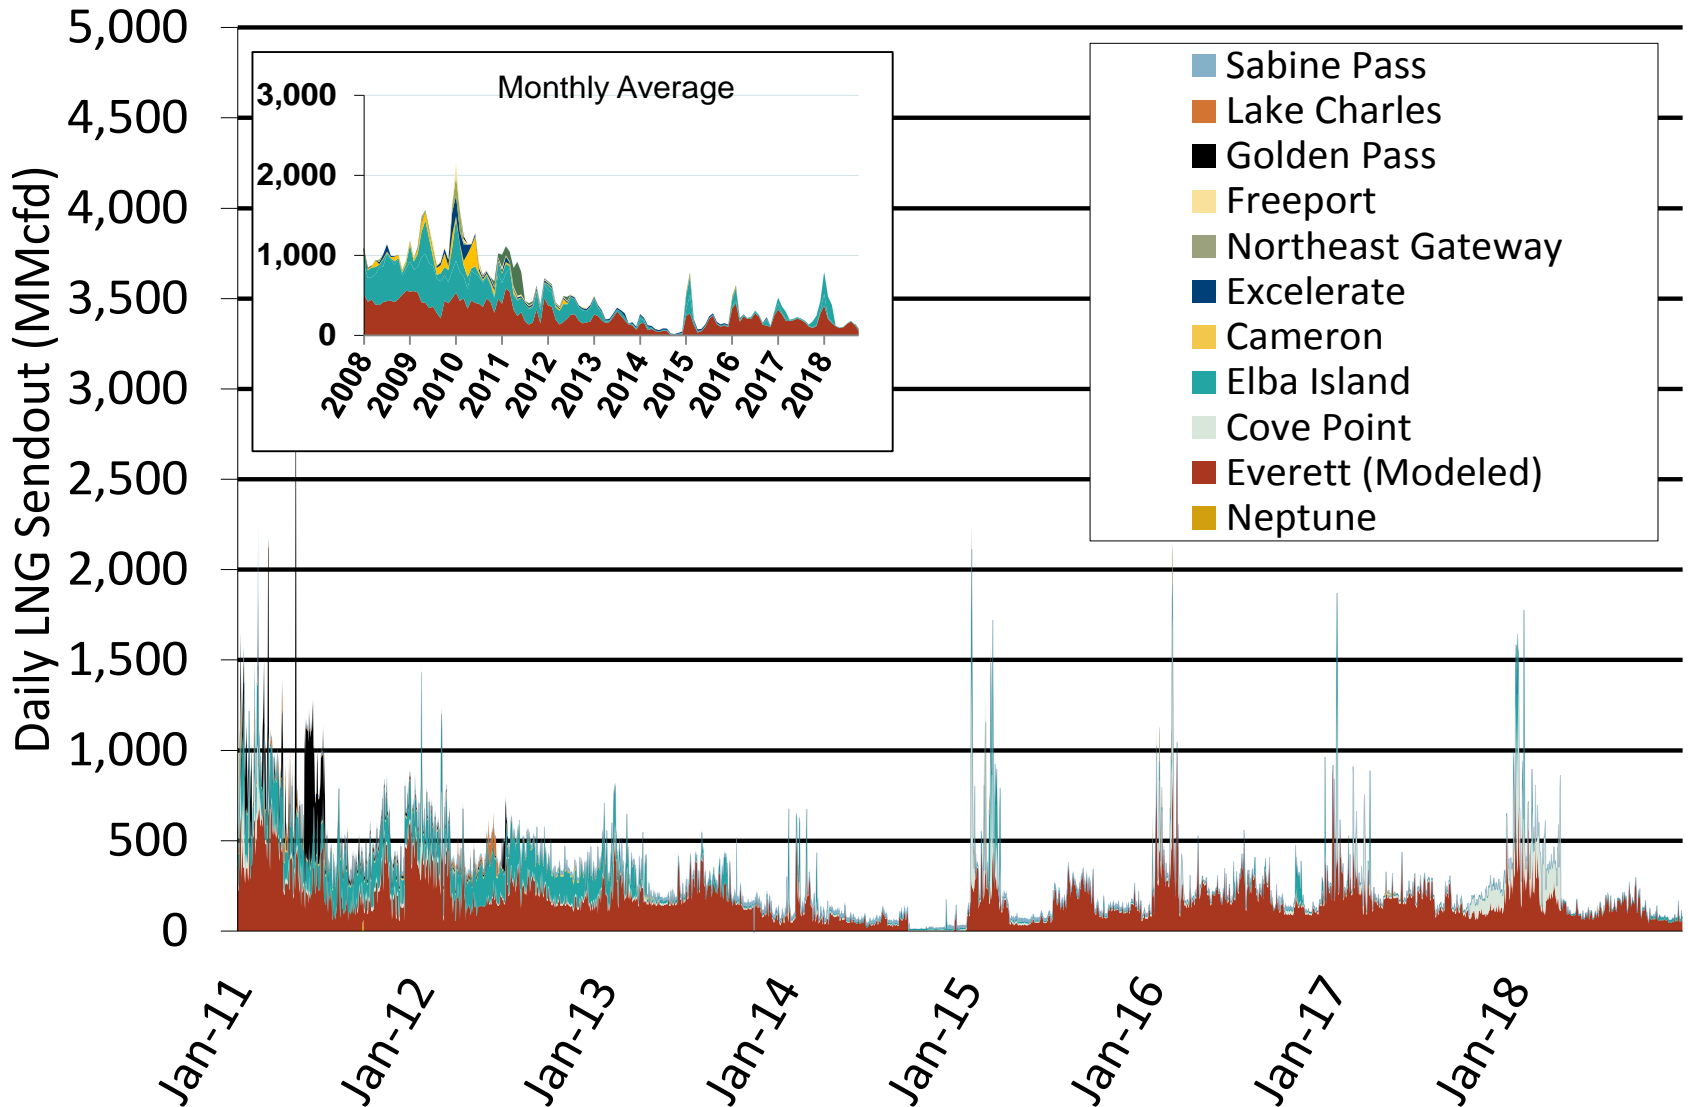 Daily LNG Sendout (MMcfd)
5,000
4,500
4,000
3,500
3,000
2,500
2,000
1,500
1,000
500
0
Monthly Average
3,000
2,000
1,000
0
2008
2009
2010
2011
2012
2013
2014
2015
2016
2017
2018
Sabine Pass
Lake Charles
Golden Pass
Freeport
Northeast Gateway
Excelerate
Cameron
Elba Island
Cove Point
Everett (Modeled)
Neptune
Jan-11
Jan-12
Jan-13
Jan-14
Jan-15
Jan-16
Jan-17
Jan-18